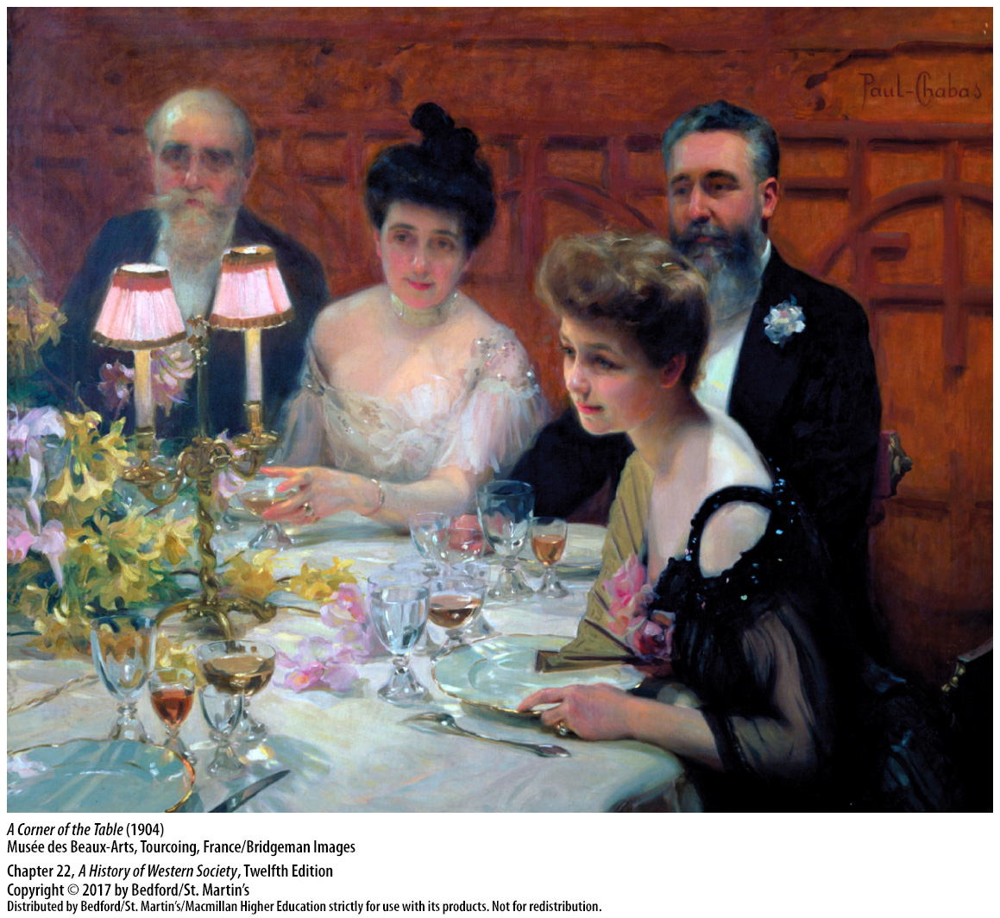 Paul-Chabas
A Corner of the Table (1904)
Musée des Beaux-Arts, Tourcoing, France/Bridgeman Images
Chapter 22, A History of Western Society, Twelfth Edition
Copyright © 2017 by Bedford/St. Martin’s
Distributed by Bedford/St. Martin’s/Macmillan Higher Education strictly for use with its products. Not for redistribution.